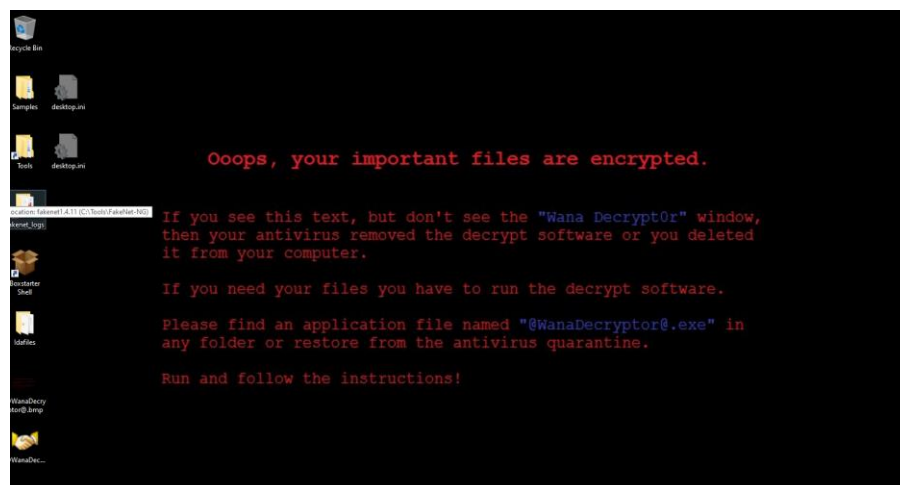 ecycle Bin
Samples
desktop.ini
Tools
desktop.ini
Ooops, your important files are encrypted.
ocation: fakenet1.4.11 (C:\Tools\FakeNet-NG)
akenet_logs
If you see this text, but don't see the "Wana Decrypt0r" window,
then your antivirus removed the decrypt software or you deleted
it from your computer.
Boxstarter
Shell
If you need your files you have to run the decrypt software.
Please find an application file named "@WanaDecryptor@.exe" in
any folder or restore from the antivirus quarantine.
Idafiles
Run and follow the instructions!
WanaDecry
tor@.bmp
WanaDec...